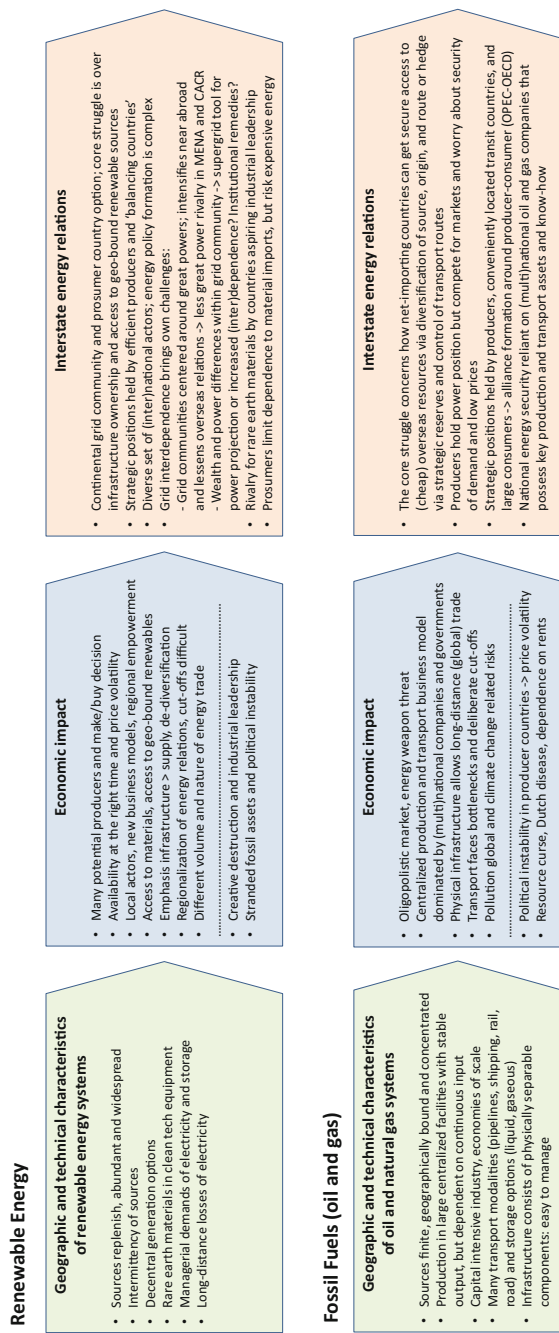 Renewable Energy
Geographic and technical characteristics
of renewable energy systems
• Sources replenish, abundant and widespread
• Intermittency of sources
• Decentral generation options
• Rare earth materials in clean tech equipment
• Managerial demands of electricity and storage
• Long-distance losses of electricity
Economic impact
• Many potential producers and make/buy decision
• Availability at the right time and price volatility
• Local actors, new business models, regional empowerment
• Access to materials, access to geo-bound renewables
• Emphasis infrastructure > supply, de-diversification
• Regionalization of energy relations, cut-offs difficult
• Different volume and nature of energy trade
• Creative destruction and industrial leadership
• Stranded fossil assets and political instability
Interstate energy relations
• Continental grid community and prosumer country option; core struggle is over
infrastructure ownership and access to geo-bound renewable sources
• Strategic positions held by efficient producers and ‘balancing countries’
• Diverse set of (inter)national actors; energy policy formation is complex
• Grid interdependence brings own challenges:
- Grid communities centered around great powers; intensifies near abroad
and lessens overseas relations -> less great power rivalry in MENA and CACR
- Wealth and power differences within grid community -> supergrid tool for
power projection or increased (inter)dependence? Institutional remedies?
• Rivalry for rare earth materials by countries aspiring industrial leadership
• Prosumers limit dependence to material imports, but risk expensive energy
Fossil Fuels (oil and gas)
Geographic and technical characteristics
of oil and natural gas systems
• Sources finite, geographically bound and concentrated
• Production in large centralized facilities with stable
output, but dependent on continuous input
• Capital intensive industry, economies of scale
• Many transport modalities (pipelines, shipping, rail,
road) and storage options (liquid, gaseous)
• Infrastructure consists of physically separable
components: easy to manage
Economic impact
• Oligopolistic market, energy weapon threat
• Centralized production and transport business model
dominated by (multi)national companies and governments
• Physical infrastructure allows long-distance (global) trade
• Transport faces bottlenecks and deliberate cut-offs
• Pollution global and climate change related risks
• Political instability in producer countries -> price volatility
• Resource curse, Dutch disease, dependence on rents
Interstate energy relations
• The core struggle concerns how net-importing countries can get secure access to
(cheap) overseas resources via diversification of source, origin, and route or hedge
via strategic reserves and control of transport routes
• Producers hold power position but compete for markets and worry about security
of demand and low prices
• Strategic positions held by producers, conveniently located transit countries, and
large consumers -> alliance formation around producer-consumer (OPEC-OECD)
• National energy security reliant on (multi)national oil and gas companies that
possess key production and transport assets and know-how